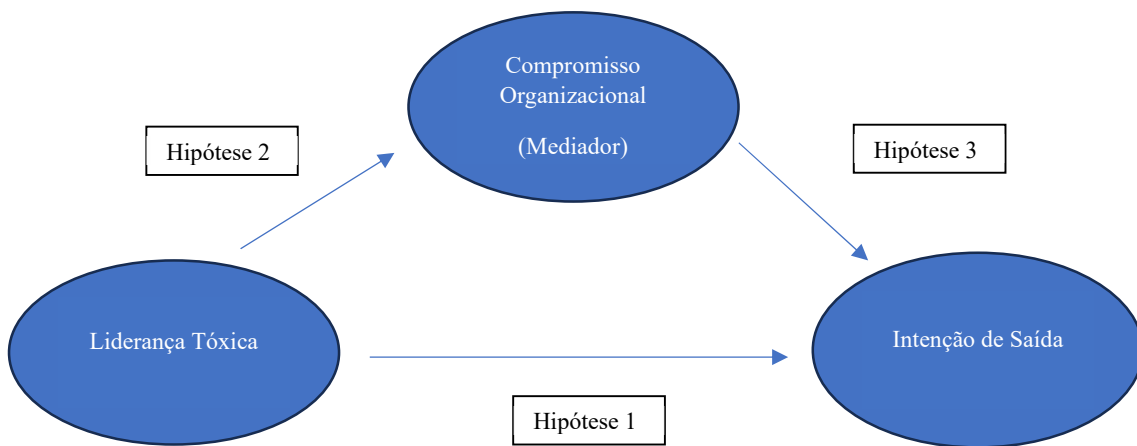 Compromisso
Organizacional
(Mediador)
Hipótese 2
Hipótese 3
Liderança Tóxica
Intenção de Saída
Hipótese 1